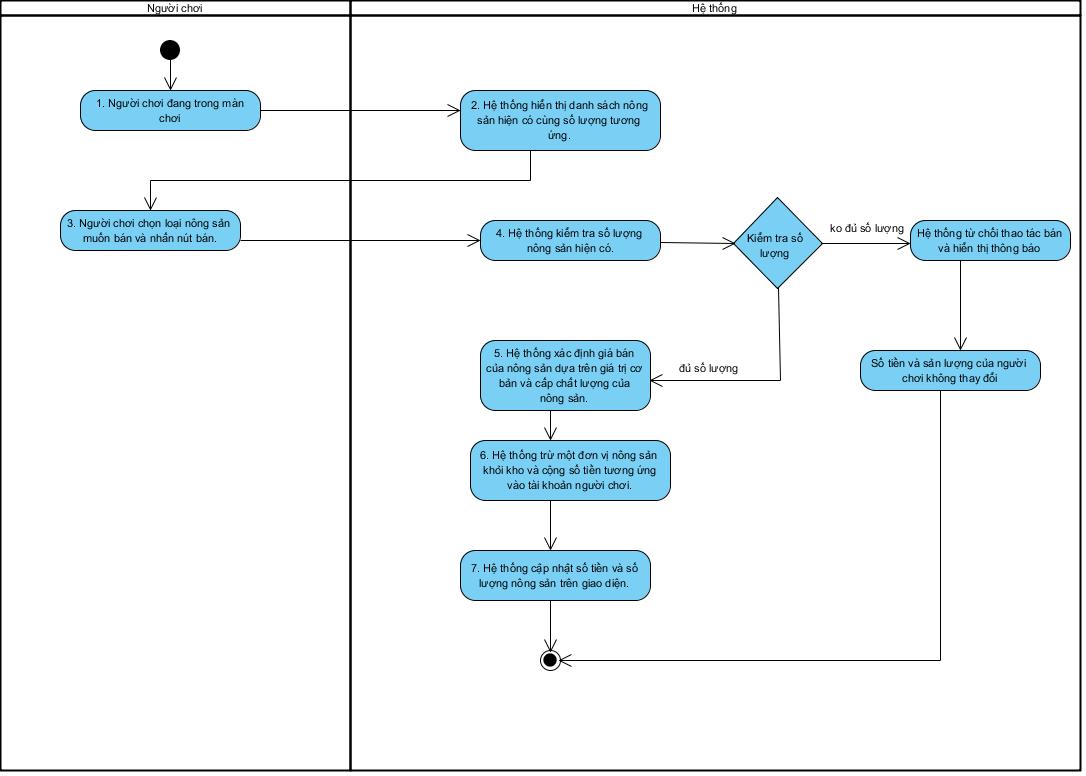 Người chơi
Hệ thống
1. Người chơi đang trong màn
chơi
2. Hệ thống hiển thị danh sách nông
sản hiện có cùng số lượng tương
ứng.
3. Người chơi chọn loại nông sản
muốn bán và nhấn nút bán.
4. Hệ thống kiểm tra số lượng
nông sản hiện có.
Kiểm tra số
lượng
ko đủ số lượng
Hệ thống từ chối thao tác bán
và hiển thị thông báo
đủ số lượng
5. Hệ thống xác định giá bán
của nông sản dựa trên giá trị cơ
bản và cấp chất lượng của
nông sản.
Số tiền và sản lượng của người
chơi không thay đổi
6. Hệ thống trừ một đơn vị nông sản
khỏi kho và cộng số tiền tương ứng
vào tài khoản người chơi.
7. Hệ thống cập nhật số tiền và số
lượng nông sản trên giao diện.